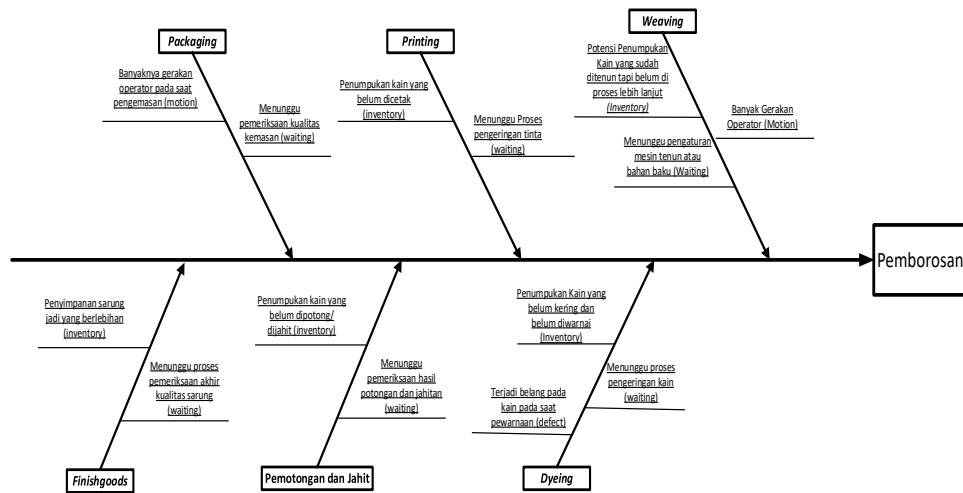 Packaging
Banyaknya gerakan
operator pada saat
pengemasan (motion)
Menunggu
pemeriksaan kualitas
kemasan (waiting)
Printing
Penumpukan kain yang
belum dicetak
(inventory)
Menunggu Proses
pengeringan tinta
(waiting)
Weaving
Potensi Penumpukan
Kain yang sudah
ditenun tapi belum di
proses lebih lanjut
(Inventory)
Banyak Gerakan
Operator (Motion)
Menunggu pengaturan
mesin tenun atau
bahan baku (Waiting)
Pemborosan
Penyimpanan sarung
jadi yang berlebihan
(inventory)
Menunggu proses
pemeriksaan akhir
kualitas sarung
(waiting)
Finishgoods
Penumpukan kain yang
belum dipotong/
dijahit (inventory)
Menunggu
pemeriksaan hasil
potongan dan jahitan
(waiting)
Pemotongan dan Jahit
Penumpukan Kain yang
belum kering dan
belum diwarnai
(Inventory)
Menunggu proses
pengeringan kain
(waiting)
Terjadi belang pada
kain pada saat
pewarnaan (defect)
Dyeing